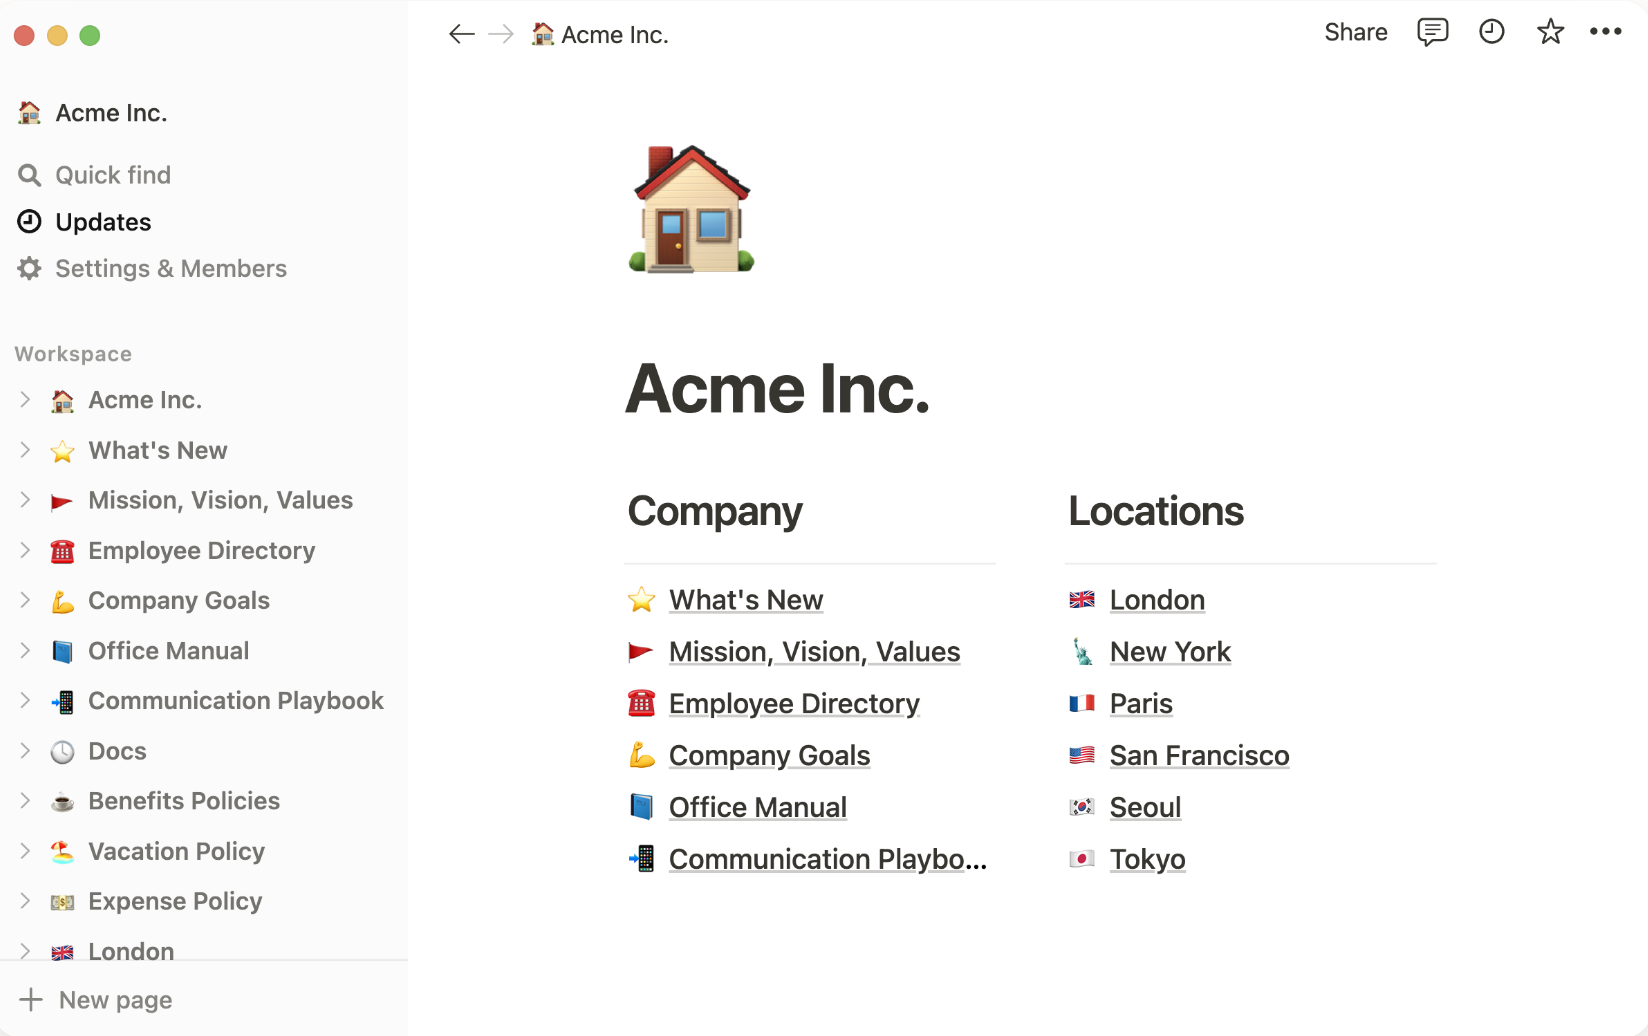 Acme Inc.
Share
Acme Inc.
Quick find
Updates
Settings & Members
Workspace
Acme Inc.
What's New
Mission, Vision, Values
Employee Directory
Company Goals
Office Manual
Communication Playbook
Docs
Benefits Policies
Vacation Policy
Expense Policy
London
New page
Acme Inc.
Company
What's New
Mission, Vision, Values
Employee Directory
Company Goals
Office Manual
Communication Playbo...
Locations
London
New York
Paris
San Francisco
Seoul
Tokyo